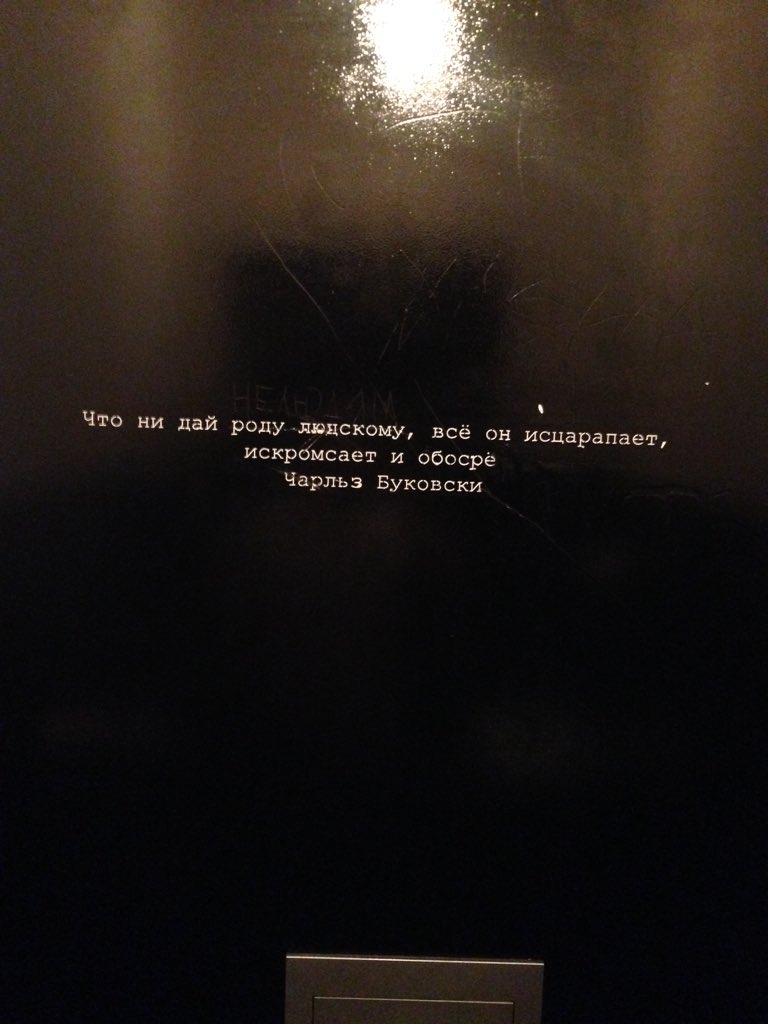 Что ни дай роду людскому, всё он исцарапает,
искромсает и обосрё
Чарльз Буковски